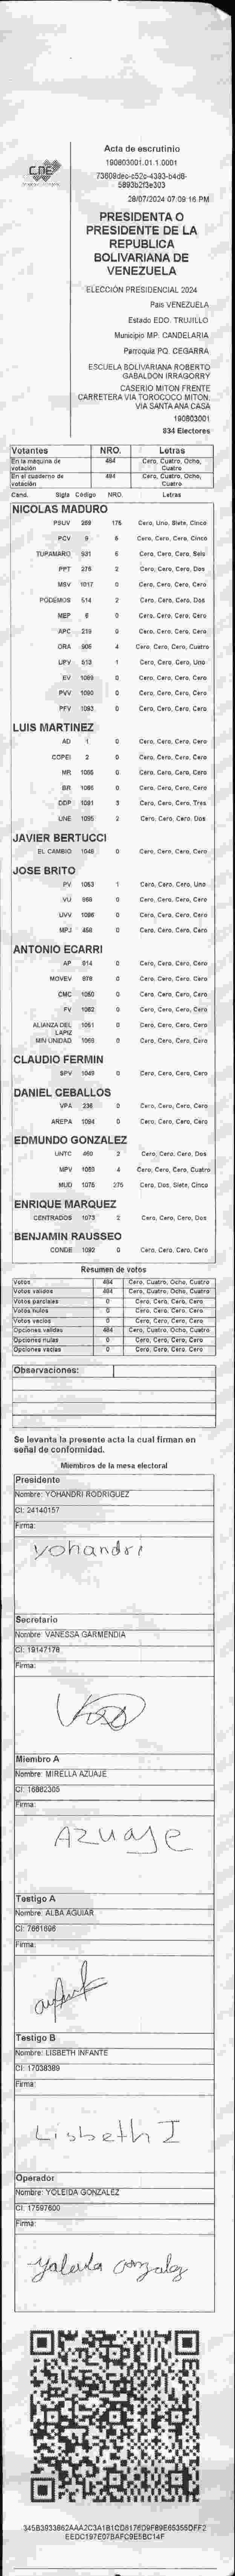 CNE
Acta de escrutinio
190803001.01.1.0001
28/07/2024 07:09:16 PM
PRESIDENTA O
PRESIDENTE DE LA
REPUBLICA
BOLIVARIANA DE
VENEZUELA
ELECCIÓN PRESIDENCIAL 2024
Pais VENEZUELA
Estado EDO. TRUJILLO
Municipio MP. CANDELARIA
Parroquia PQ. CEGARRA
ESCUELA BOLIVARIANA ROBERTO
GABALDON IRRAGORRY
CASERIO MITON FRENTE
CARRETERA VIA TOROCOCO MITON.
VIA SANTA ANA CASA
190803001
834 Electores
Votantes NRO. Letras
En la máquina de votación 484 Cero, Cuatro, Ocho, Cuatro
En el cuaderno de votación 484 Cero, Cuatro, Ocho, Cuatro
Cand. Sigla Código NRO. Letras
NICOLAS MADURO
PSUV 269 175 Cero, Uno, Siete, Cinco
PCV 9 5 Cero, Cero, Cero, Cinco
TUPAMARO 931 6 Cero, Cero, Cero, Seis
PPT 276 2 Cero, Cero, Cero, Dos
MSV 1017 0 Cero, Cero, Cero, Cero
PODEMOS 514 2 Cero, Cero, Cero, Dos
MEP 6 0 Cero, Cero, Cero, Cero
APC 219 0 Cero, Cero, Cero, Cero
ORA 906 4 Cero, Cero, Cero, Cuatro
UPV 613 1 Cero, Cero, Cero, Uno
EV 1089 0 Cero, Cero, Cero, Cero
PVV 1090 0 Cero, Cero, Cero, Cero
PFV 1093 0 Cero, Cero, Cero, Cero
LUIS MARTINEZ
AD 1 0 Cero, Cero, Cero, Cero
COPEI 2 0 Cero, Cero, Cero, Cero
MR 1056 0 Cero, Cero, Cero, Cero
BR 1065 0 Cero, Cero, Cero, Cero
DDP 1091 3 Cero, Cero, Cero, Tres
UNE 1095 2 Cero, Cero, Cero, Dos
JAVIER BERTUCCI
EL CAMBIO 1046 0 Cero, Cero, Cero, Cero
JOSE BRITO
PV 1053 1 Cero, Cero, Cero, Uno
VU 868 0 Cero, Cero, Cero, Cero
UVV 1096 0 Cero, Cero, Cero, Cero
MPJ 458 0 Cero, Cero, Cero, Cero
ANTONIO ECARRI
AP 914 0 Cero, Cero, Cero, Cero
MOVEV 978 0 Cero, Cero, Cero, Cero
CMC 1050 0 Cero, Cero, Cero, Cero
FV 1062 0 Cero, Cero, Cero, Cero
ALIANZA DEL LAPIZ 1051 0 Cero, Cero, Cero, Cero
MIN UNIDAD 1069 0 Cero, Cero, Cero, Cero
CLAUDIO FERMIN
SPV 1049 0 Cero, Cero, Cero, Cero
DANIEL CEBALLOS
VPA 236 0 Cero, Cero, Cero, Cero
AREPA 1094 0 Cero, Cero, Cero, Cero
EDMUNDO GONZALEZ
UNTC 460 2 Cero, Cero, Cero, Dos
MPV 1059 4 Cero, Cero, Cero, Cuatro
MUD 1075 275 Cero, Dos, Siete, Cinco
ENRIQUE MARQUEZ
CENTRADOS 1073 2 Cero, Cero, Cero, Dos
BENJAMIN RAUSSEO
CONDE 1092 0 Cero, Cero, Cero, Cero
Resumen de votos
Votos 484 Cero, Cuatro, Ocho, Cuatro
Votos validos 484 Cero, Cuatro, Ocho, Cuatro
Votos parciales 0 Cero, Cero, Cero, Cero
Votos nulos 0 Cero, Cero, Cero, Cero
Votos vacios 0 Cero, Cero, Cero, Cero
Opciones validas 484 Cero, Cuatro, Ocho, Cuatro
Opciones nulas 0 Cero, Cero, Cero, Cero
Opciones vacias 0 Cero, Cero, Cero, Cero
Observaciones:
Se levanta la presente acta la cual firman en
señal de conformidad.
Miembros de la mesa electoral
Presidente
Nombre: YOHANDRI RODRIGUEZ
CI: 24140157
Firma:
yohandri
Secretario
Nombre: VANESSA GARMENDIA
CI: 19147178
Firma:
Miembro A
Nombre: MIRELLA AZUAJE
CI: 16882305
Firma:
AZUAJE
Testigo A
Nombre: ALBA AGUIAR
CI: 7661696
Firma:
Testigo B
Nombre: LISBETH INFANTE
CI: 17038389
Firma:
Lisbeth I
Operador
Nombre: YOLEIDA GONZALEZ
CI: 17597600
Firma: